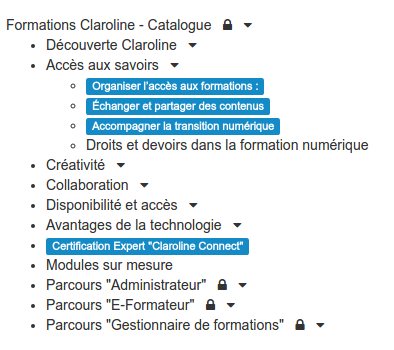 Formations Claroline - Catalogue
Découverte Claroline
Accès aux savoirs
Organiser l'accès aux formations :
Échanger et partager des contenus
Accompagner la transition numérique
Droits et devoirs dans la formation numérique
Créativité
Collaboration
Disponibilité et accès
Avantages de la technologie
Certification Expert "Claroline Connect"
Modules sur mesure
Parcours "Administrateur"
Parcours "E-Formateur"
Parcours "Gestionnaire de formations"